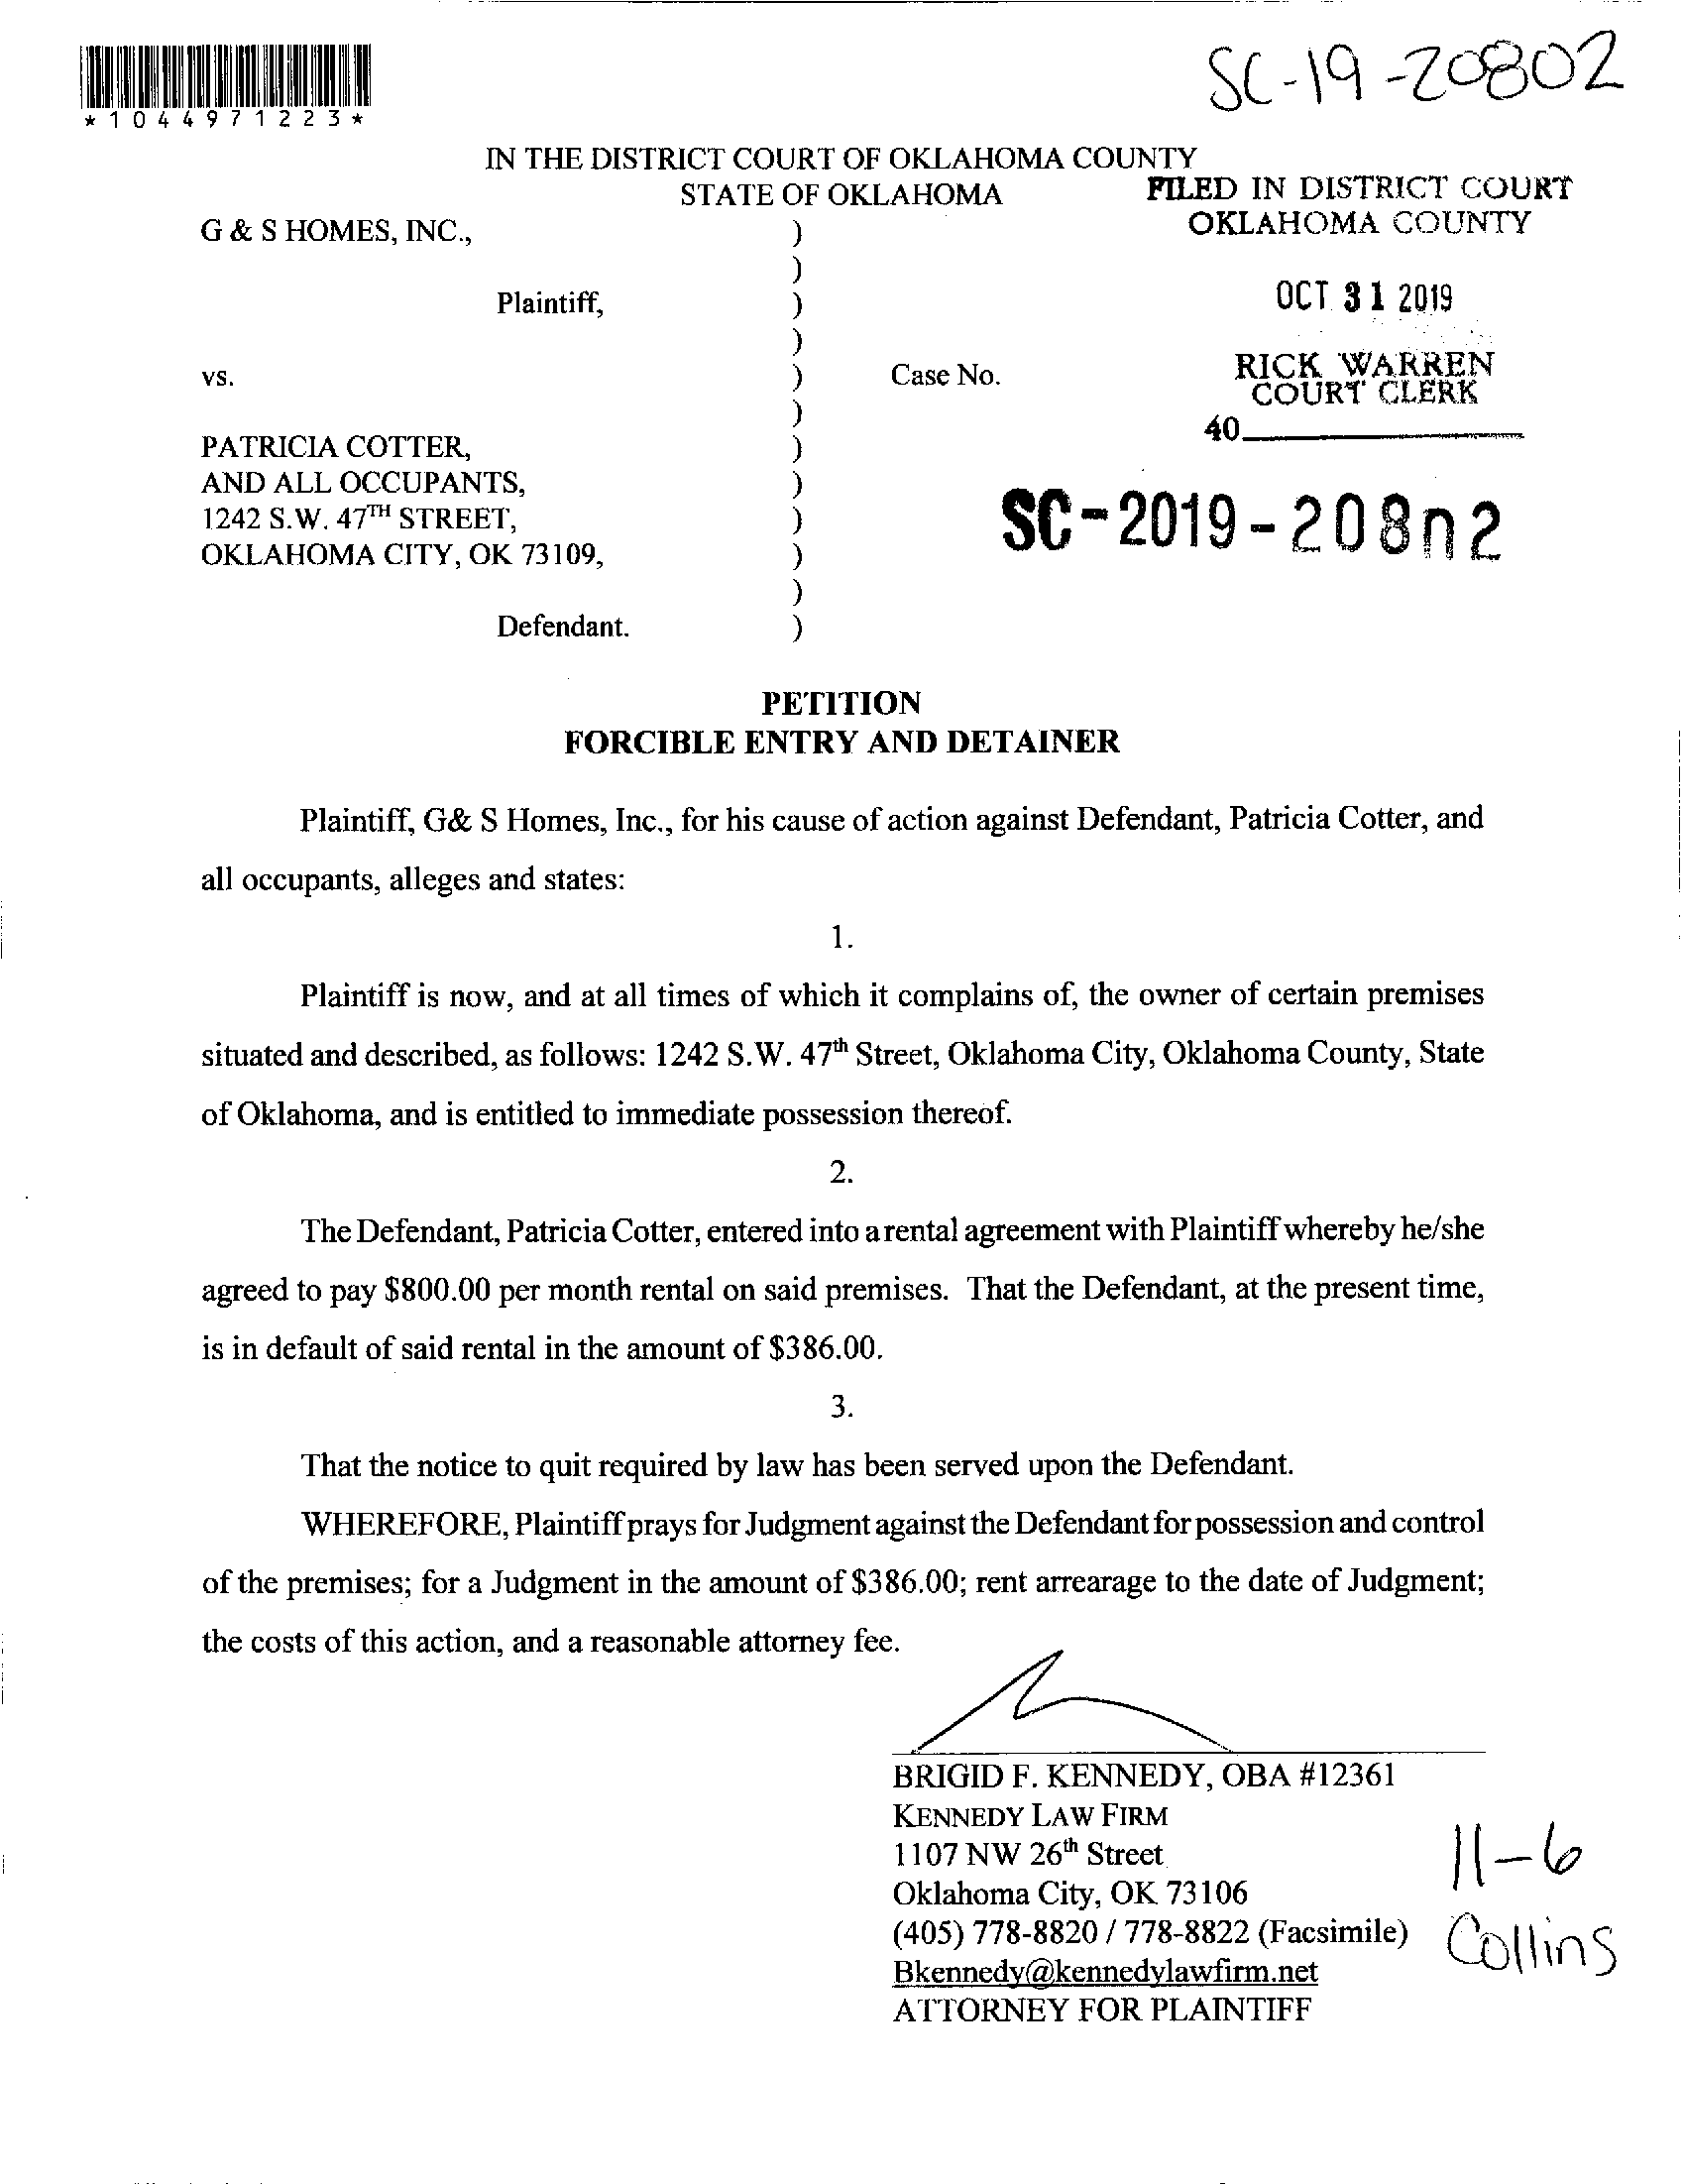 SC-19-20802
*1044971223*
IN THE DISTRICT COURT OF OKLAHOMA COUNTY
STATE OF OKLAHOMA
FILED IN DISTRICT COURT
OKLAHOMA COUNTY
G & S HOMES, INC., )
)
OCT 31 2019
Plaintiff, )
)
RICK WARREN
COURT CLERK
vs. ) Case No.
)
40
PATRICIA COTTER, )
AND ALL OCCUPANTS, )
1242 S.W. 47TH STREET, )
SC-2019-208n2
OKLAHOMA CITY, OK 73109, )
)
Defendant. )
PETITION
FORCIBLE ENTRY AND DETAINER
Plaintiff, G& S Homes, Inc., for his cause of action against Defendant, Patricia Cotter, and
all occupants, alleges and states:
1.
Plaintiff is now, and at all times of which it complains of, the owner of certain premises
situated and described, as follows: 1242 S.W. 47th Street, Oklahoma City, Oklahoma County, State
of Oklahoma, and is entitled to immediate possession thereof.
2.
The Defendant, Patricia Cotter, entered into a rental agreement with Plaintiff whereby he/she
agreed to pay $800.00 per month rental on said premises. That the Defendant, at the present time,
is in default of said rental in the amount of $386.00.
3.
That the notice to quit required by law has been served upon the Defendant.
WHEREFORE, Plaintiff prays for Judgment against the Defendant for possession and control
of the premises; for a Judgment in the amount of $386.00; rent arrearage to the date of Judgment;
the costs of this action, and a reasonable attorney fee.
BRIGID F. KENNEDY, OBA #12361
KENNEDY LAW FIRM
1107 NW 26th Street
Oklahoma City, OK 73106
(405) 778-8820 / 778-8822 (Facsimile)
Bkennedy@kennedylawfirm.net
ATTORNEY FOR PLAINTIFF
11-6
Collins